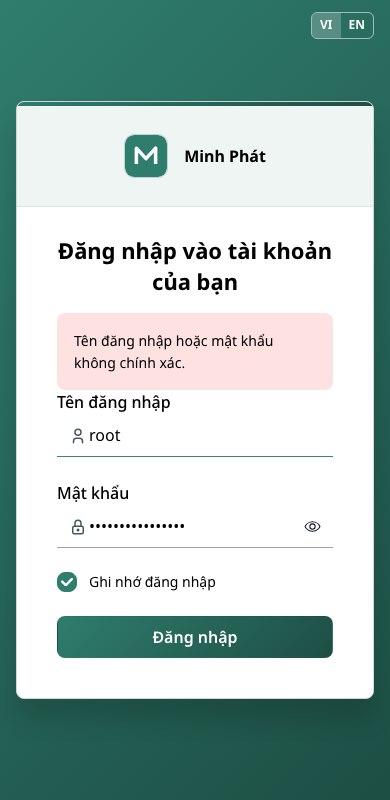 VI EN
Minh Phát
Đăng nhập vào tài khoản
của bạn
Tên đăng nhập hoặc mật khẩu
không chính xác.
Tên đăng nhập
root
Mật khẩu
••••••••••••••••
Ghi nhớ đăng nhập
Đăng nhập